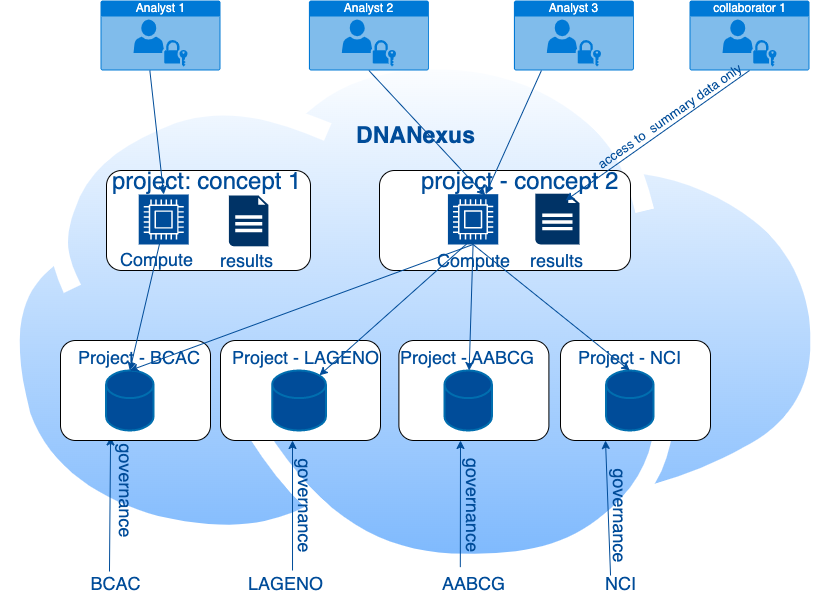 Analyst 1
Analyst 2
Analyst 3
collaborator 1
access to summary data only
DNANexus
project: concept 1
project - concept 2
Compute
results
Compute
results
Project - BCAC
Project - LAGENO
Project - AABCG
Project - NCI
governance
governance
governance
governance
BCAC
LAGENO
AABCG
NCI